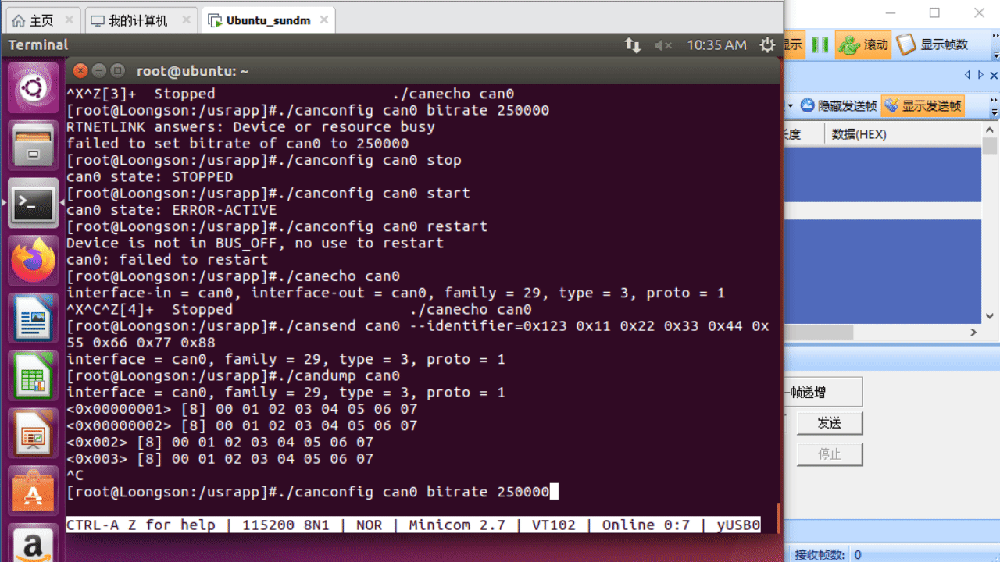 主页
我的计算机
Ubuntu_sundm
Terminal
10:35 AM
root@ubuntu: ~
^X^Z[3]+  Stopped                    ./canecho can0
[root@Loongson:/usrapp]#./canconfig can0 bitrate 250000
RTNETLINK answers: Device or resource busy
failed to set bitrate of can0 to 250000
[root@Loongson:/usrapp]#./canconfig can0 stop
can0 state: STOPPED
[root@Loongson:/usrapp]#./canconfig can0 start
can0 state: ERROR-ACTIVE
[root@Loongson:/usrapp]#./canconfig can0 restart
Device is not in BUS_OFF, no use to restart
can0: failed to restart
[root@Loongson:/usrapp]#./canecho can0
interface-in = can0, interface-out = can0, family = 29, type = 3, proto = 1
^X^C^Z[4]+  Stopped                    ./canecho can0
[root@Loongson:/usrapp]#./cansend can0 --identifier=0x123 0x11 0x22 0x33 0x44 0x
55 0x66 0x77 0x88
interface = can0, family = 29, type = 3, proto = 1
[root@Loongson:/usrapp]#./candump can0
interface = can0, family = 29, type = 3, proto = 1
<0x00000001> [8] 00 01 02 03 04 05 06 07
<0x00000002> [8] 00 01 02 03 04 05 06 07
<0x002> [8] 00 01 02 03 04 05 06 07
<0x003> [8] 00 01 02 03 04 05 06 07
^C
[root@Loongson:/usrapp]#./canconfig can0 bitrate 250000
CTRL-A Z for help | 115200 8N1 | NOR | Minicom 2.7 | VT102 | Online 0:7 | yUSB0
示
滚动
显示帧数
隐藏发送帧
显示发送帧
度
数据(HEX)
帧递增
发送
停止
接收帧数: 0